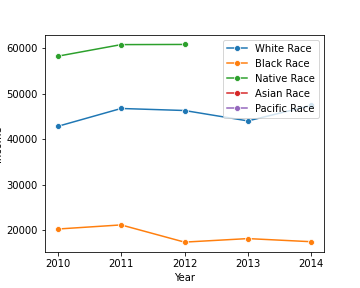 60000
50000
40000
30000
20000
2010
2011
2012
2013
2014
Year
White Race
Black Race
Native Race
Asian Race
Pacific Race